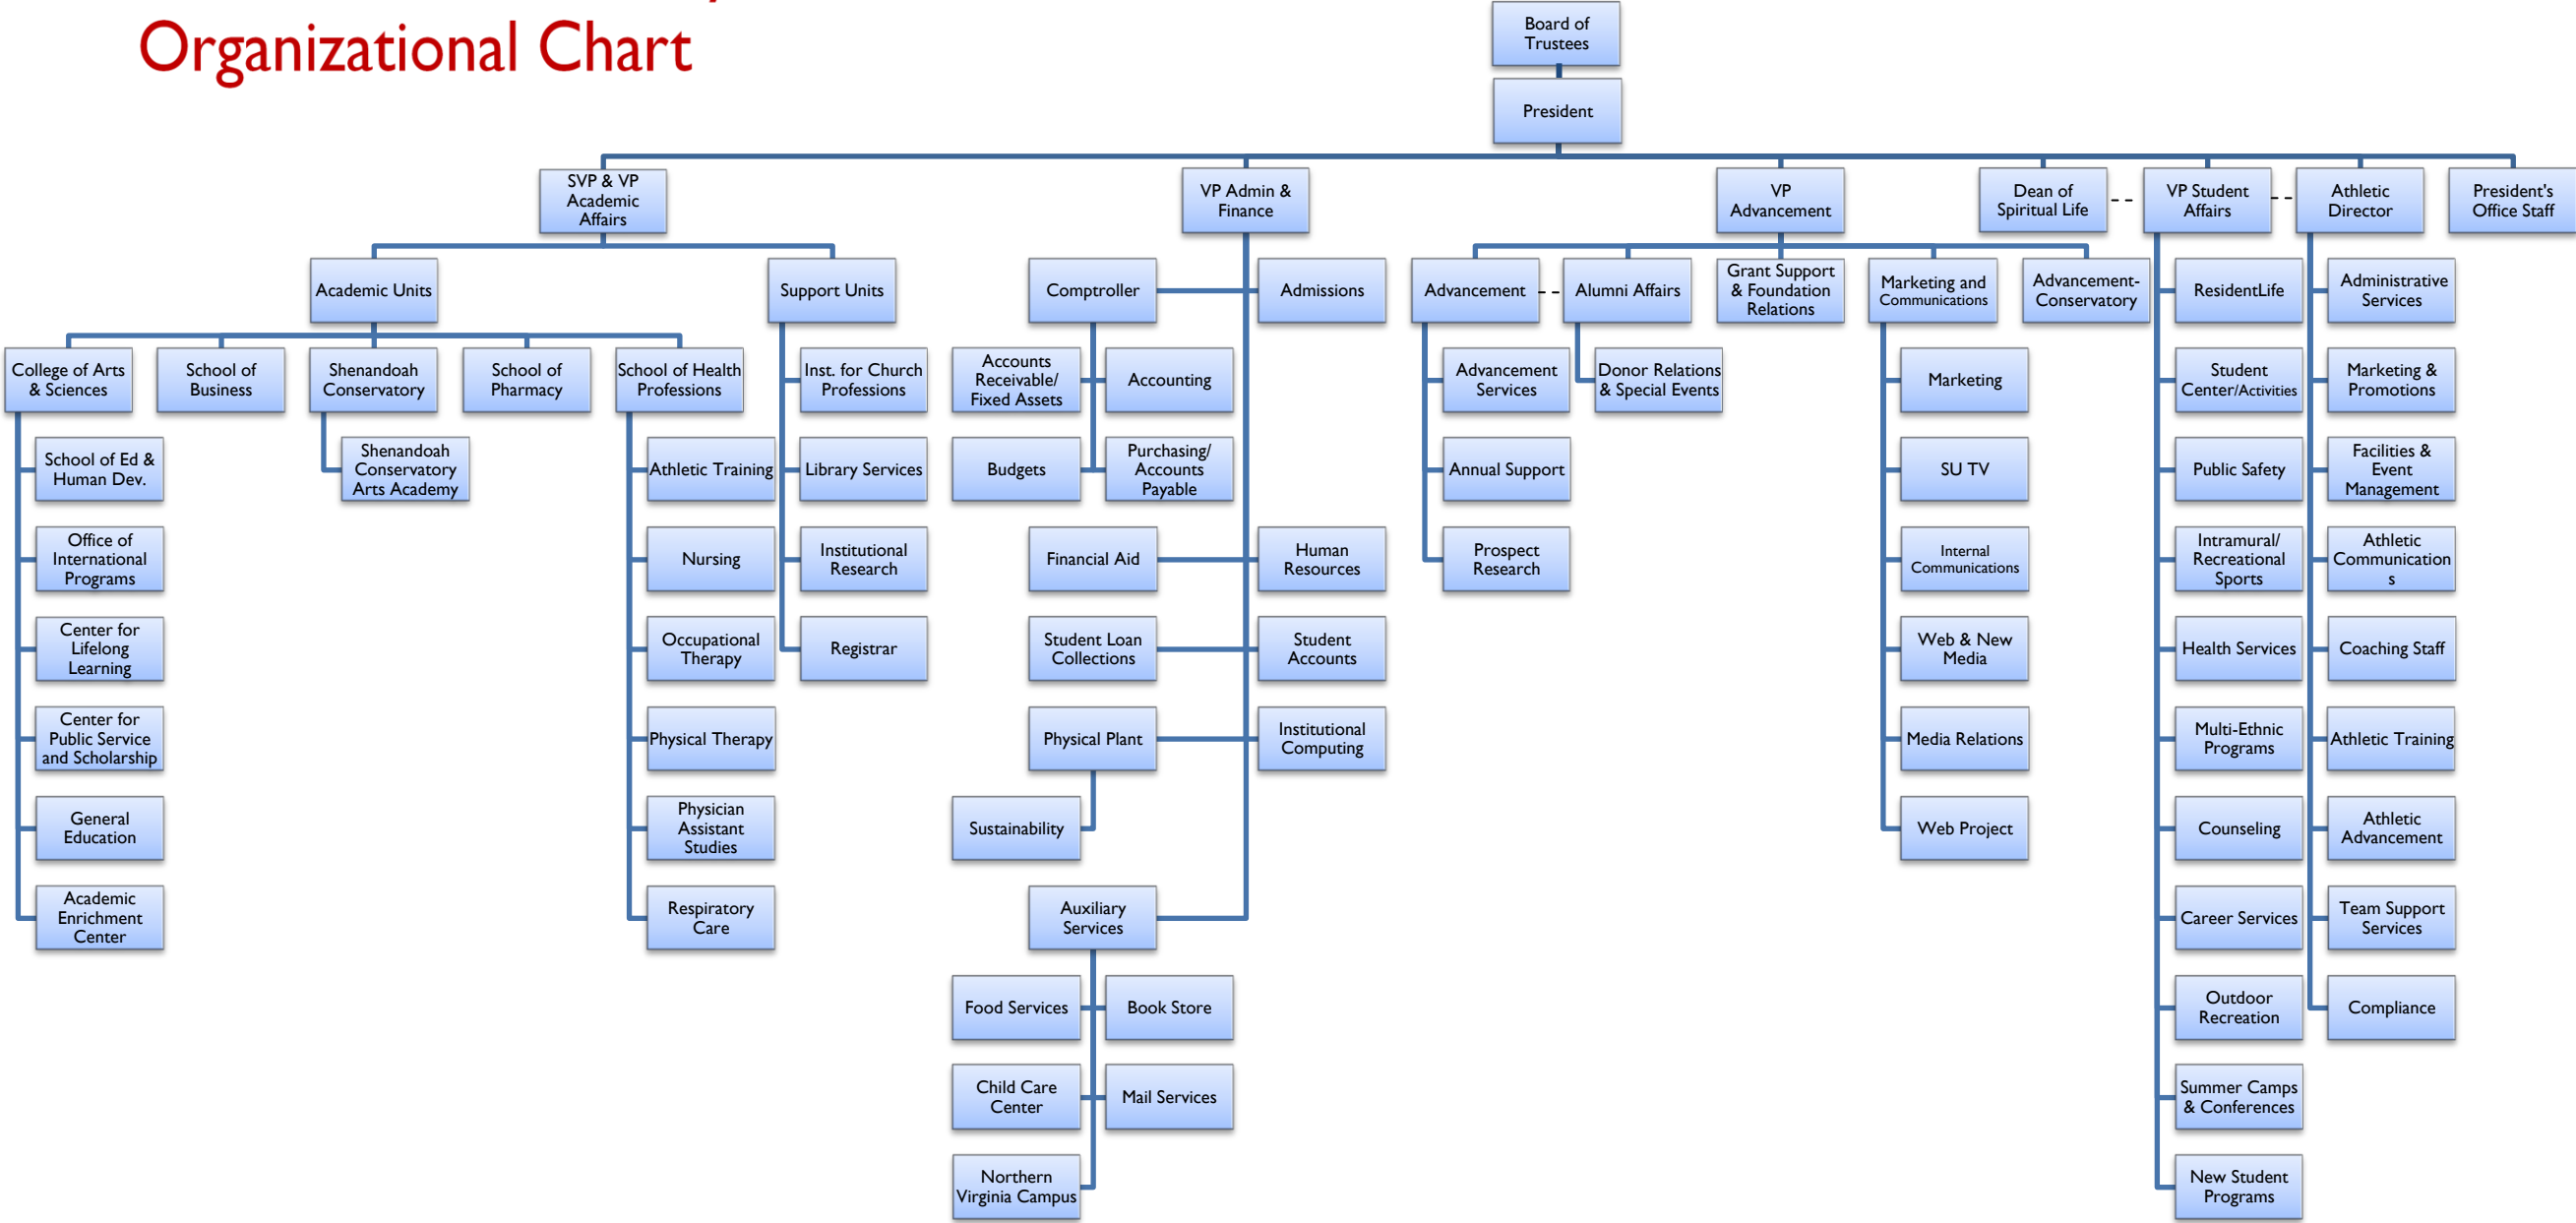 Organizational Chart
Board of
Trustees
President
SVP & VP
Academic
Affairs
VP Admin &
Finance
VP
Advancement
Dean of
Spiritual Life
VP Student
Affairs
Athletic
Director
President's
Office Staff
Academic Units
Support Units
Comptroller
Admissions
Advancement
Alumni Affairs
Grant Support
& Foundation
Relations
Marketing and
Communications
Advancement-
Conservatory
ResidentLife
Administrative
Services
College of Arts
& Sciences
School of
Business
Shenandoah
Conservatory
School of
Pharmacy
School of Health
Professions
Inst. for Church
Professions
Accounts
Receivable/
Fixed Assets
Accounting
Advancement
Services
Donor Relations
& Special Events
Marketing
Student
Center/Activities
Marketing &
Promotions
School of Ed &
Human Dev.
Shenandoah
Conservatory
Arts Academy
Athletic Training
Library Services
Budgets
Purchasing/
Accounts
Payable
Annual Support
SU TV
Public Safety
Facilities &
Event
Management
Office of
International
Programs
Nursing
Institutional
Research
Financial Aid
Human
Resources
Prospect
Research
Internal
Communications
Intramural/
Recreational
Sports
Athletic
Communication
s
Center for
Lifelong
Learning
Occupational
Therapy
Registrar
Student Loan
Collections
Student
Accounts
Web & New
Media
Health Services
Coaching Staff
Center for
Public Service
and Scholarship
Physical Therapy
Physical Plant
Institutional
Computing
Media Relations
Multi-Ethnic
Programs
Athletic Training
General
Education
Physician
Assistant
Studies
Sustainability
Web Project
Counseling
Athletic
Advancement
Academic
Enrichment
Center
Respiratory
Care
Auxiliary
Services
Career Services
Team Support
Services
Food Services
Book Store
Outdoor
Recreation
Compliance
Child Care
Center
Mail Services
Summer Camps
& Conferences
Northern
Virginia Campus
New Student
Programs